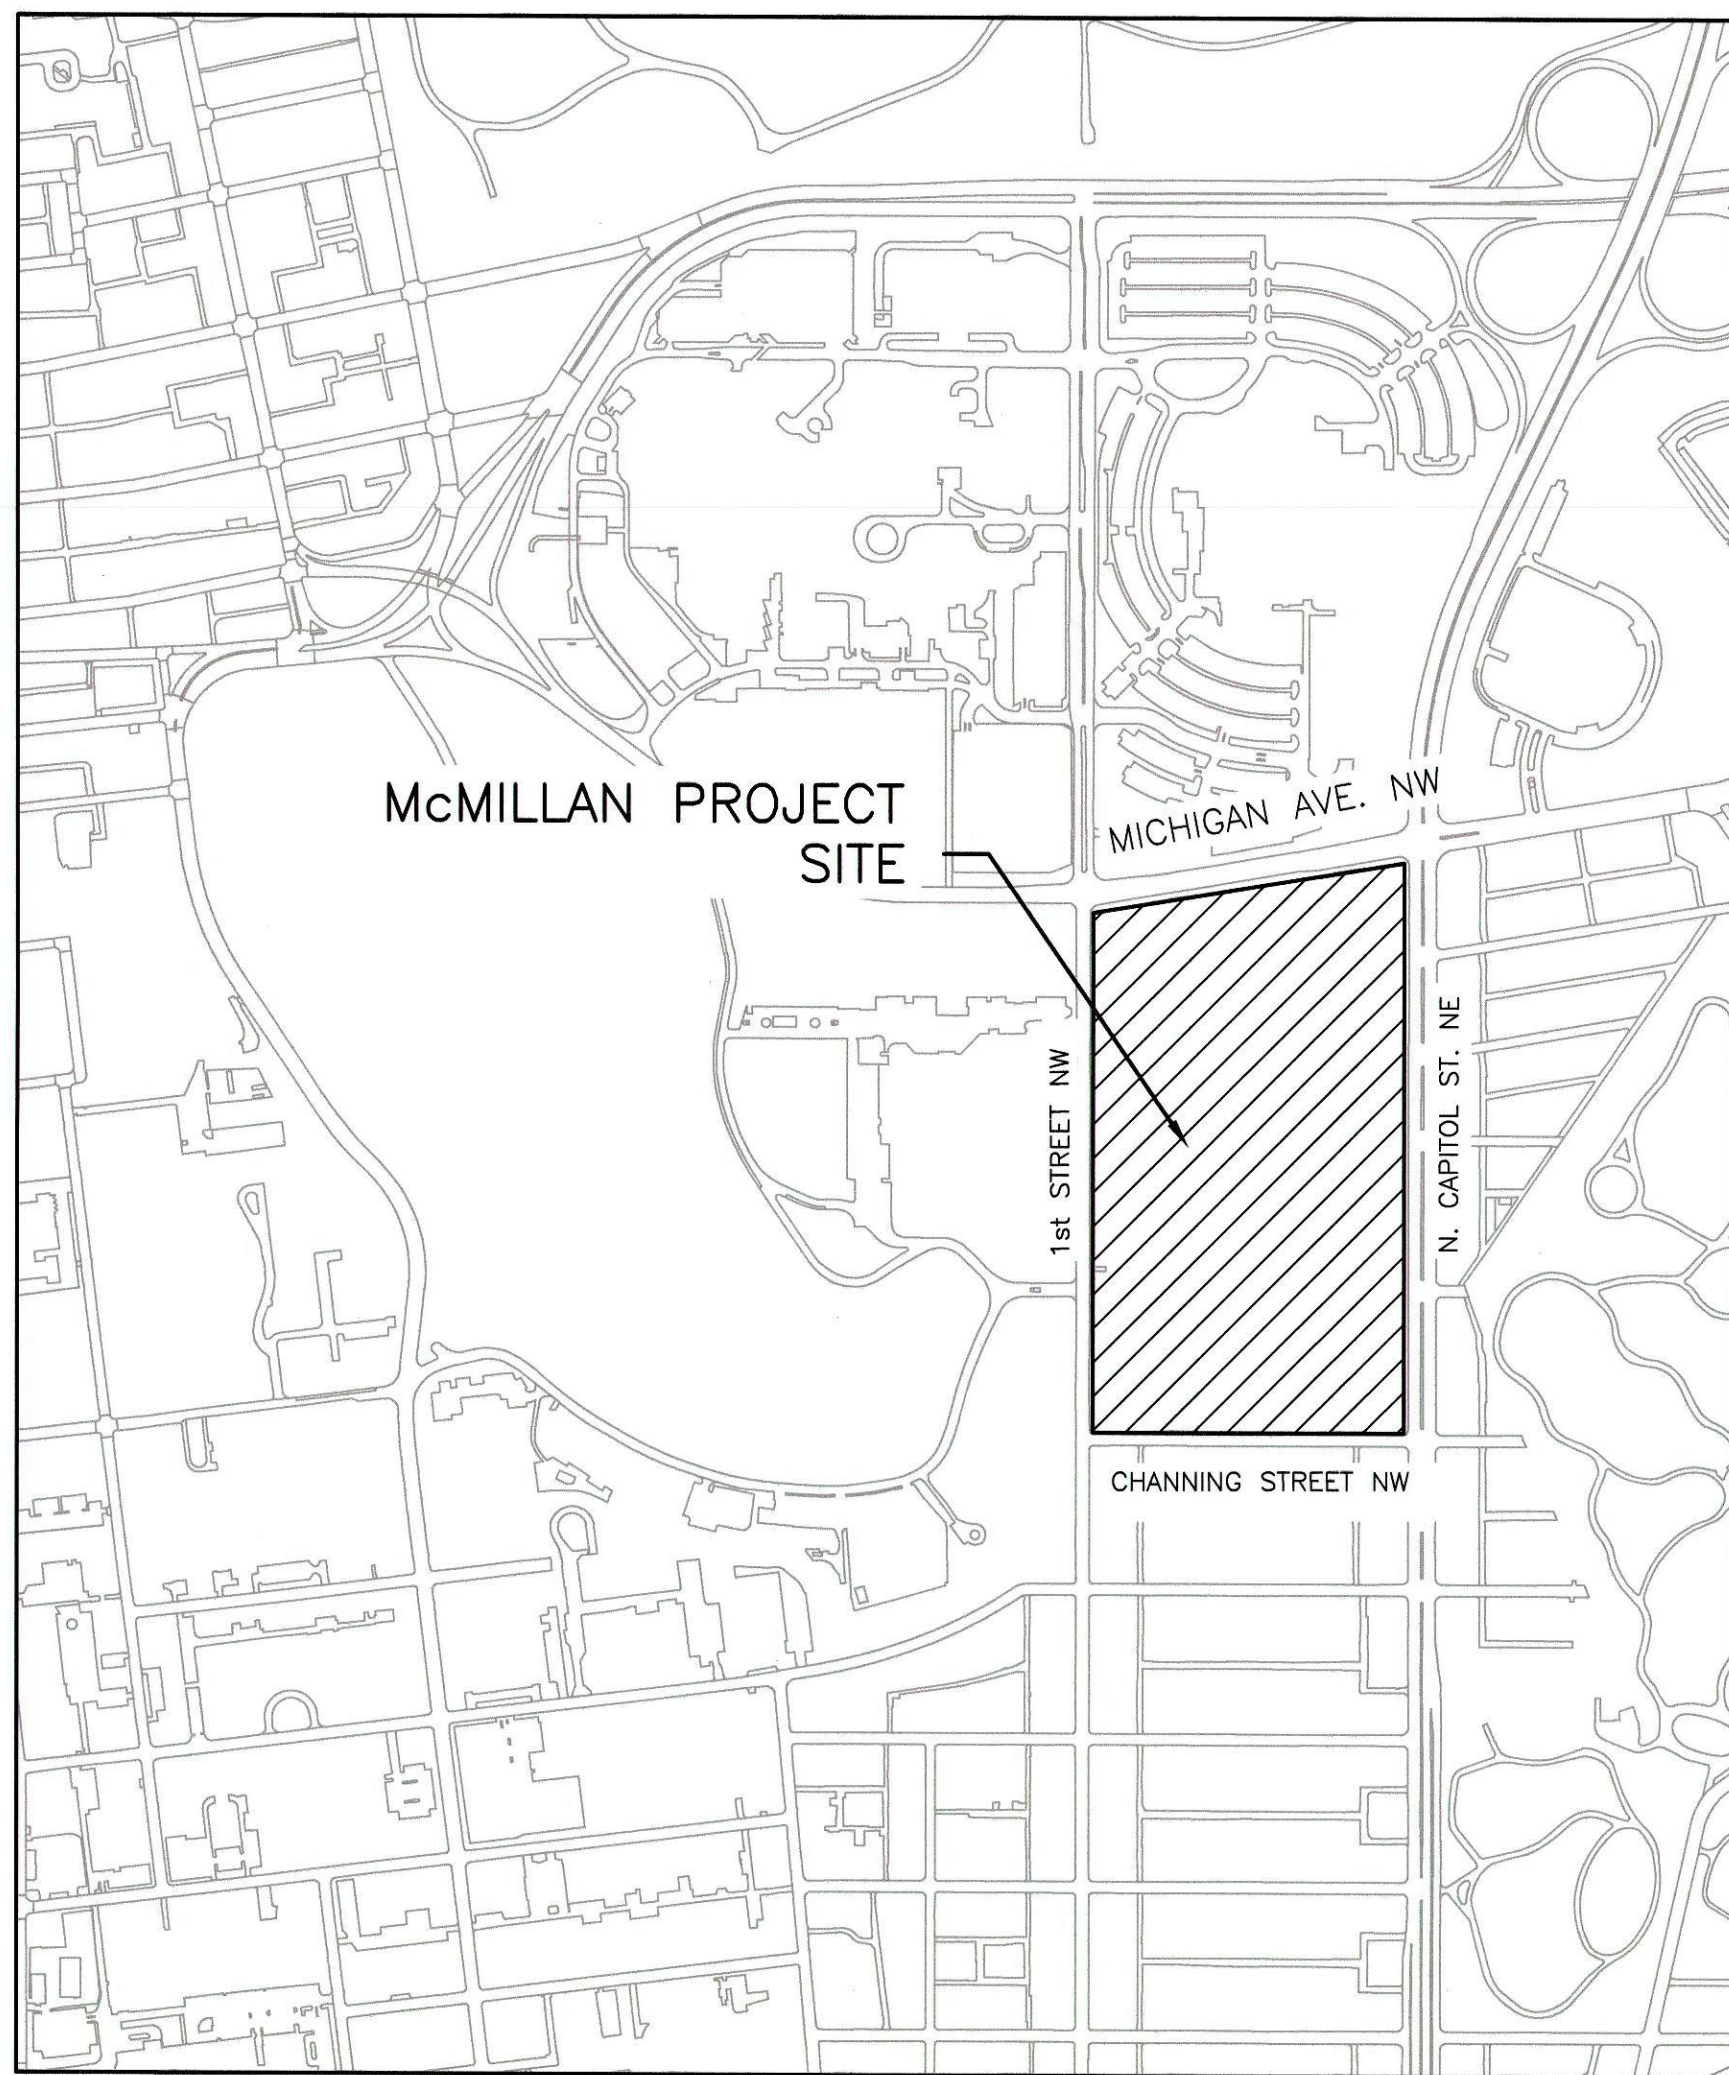 McMILLAN PROJECT
SITE
MICHIGAN AVE. NW
1st STREET NW
N. CAPITOL ST. NE
CHANNING STREET NW